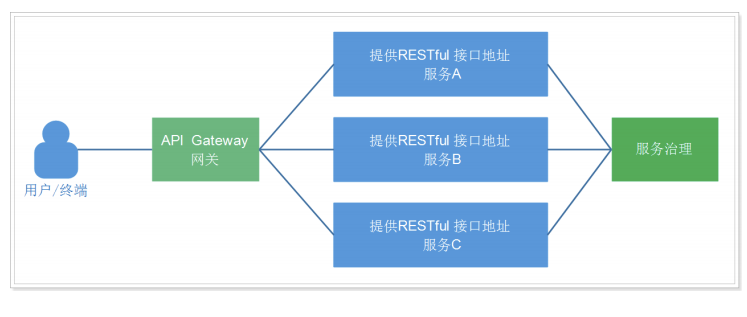 提供RESTful 接口地址
服务A
API Gateway
网关
提供RESTful 接口地址
服务B
服务治理
用户/终端
提供RESTful 接口地址
服务C